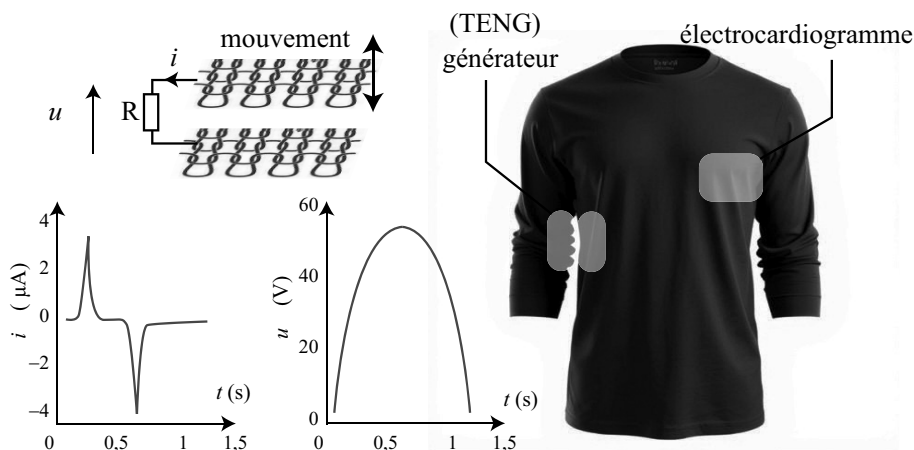 mouvement
i
u
R
(TENG)
générateur
électrocardiogramme
4
2
0
−2
−4
i ( µA)
t (s)
0 0,5 1 1,5
60
40
20
0
u (V)
t (s)
0 0,5 1 1,5